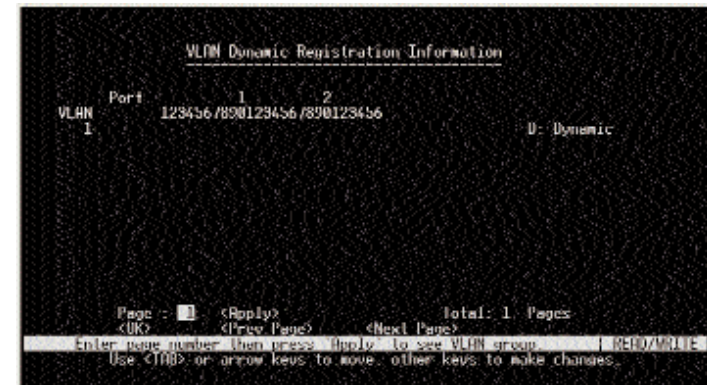 VLAN Dynamic Registration Information
Port 1 2
VLAN 12345678901234567890123456
1 D: Dynamic
Page : 1 <Apply> Total: 1 Pages
<OK> <Prev Page> <Next Page>
Enter page number then press 'Apply' to see VLAN group. | READ/WRITE
Use <TAB> or arrow keys to move, other keys to make changes.